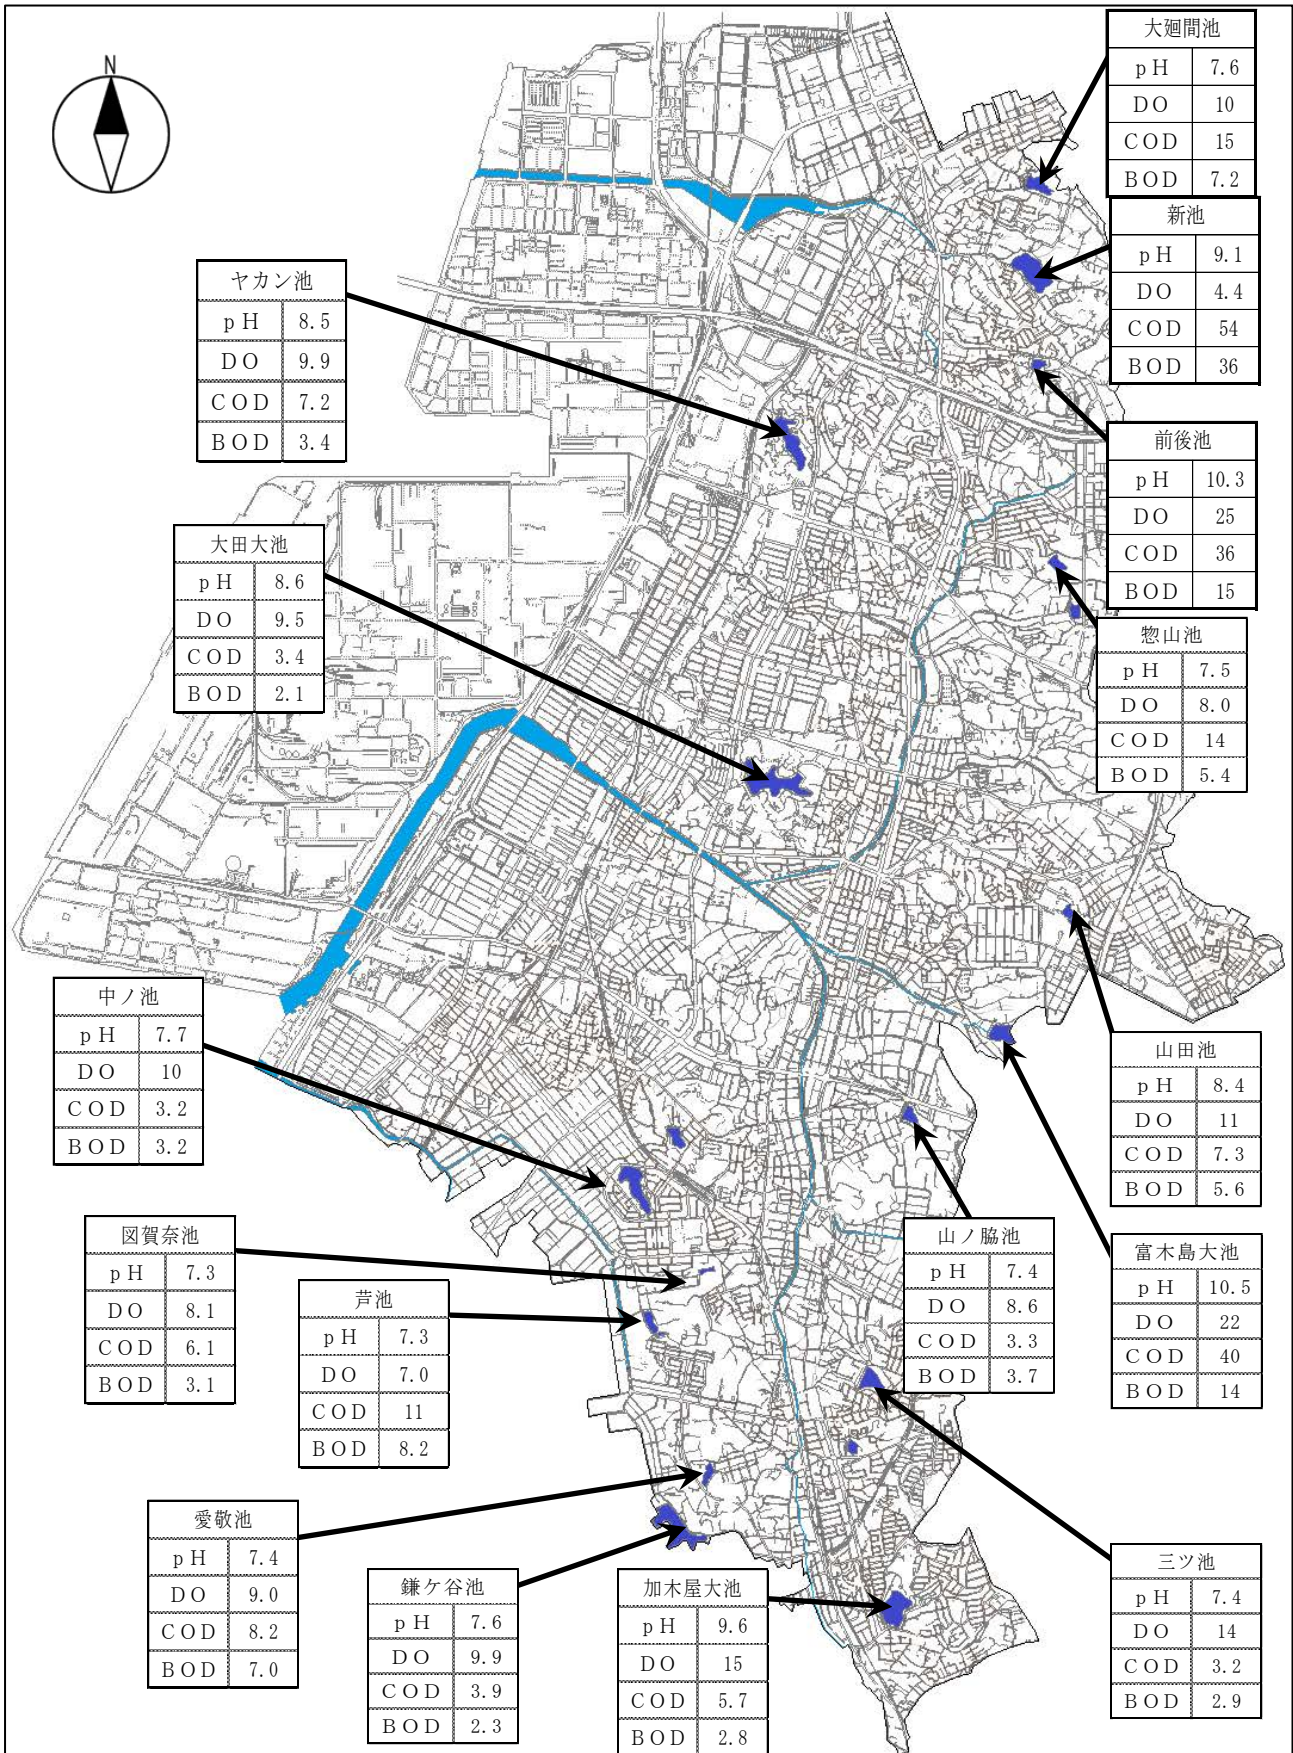 N
大廻間池
pH 7.6
DO 10
COD 15
BOD 7.2
新池
pH 9.1
DO 4.4
COD 54
BOD 36
ヤカン池
pH 8.5
DO 9.9
COD 7.2
BOD 3.4
前後池
pH 10.3
DO 25
COD 36
BOD 15
大田大池
pH 8.6
DO 9.5
COD 3.4
BOD 2.1
惣山池
pH 7.5
DO 8.0
COD 14
BOD 5.4
中ノ池
pH 7.7
DO 10
COD 3.2
BOD 3.2
山田池
pH 8.4
DO 11
COD 7.3
BOD 5.6
図賀奈池
pH 7.3
DO 8.1
COD 6.1
BOD 3.1
山ノ脇池
pH 7.4
DO 8.6
COD 3.3
BOD 3.7
富木島大池
pH 10.5
DO 22
COD 40
BOD 14
芦池
pH 7.3
DO 7.0
COD 11
BOD 8.2
愛敬池
pH 7.4
DO 9.0
COD 8.2
BOD 7.0
鎌ケ谷池
pH 7.6
DO 9.9
COD 3.9
BOD 2.3
加木屋大池
pH 9.6
DO 15
COD 5.7
BOD 2.8
三ツ池
pH 7.4
DO 14
COD 3.2
BOD 2.9